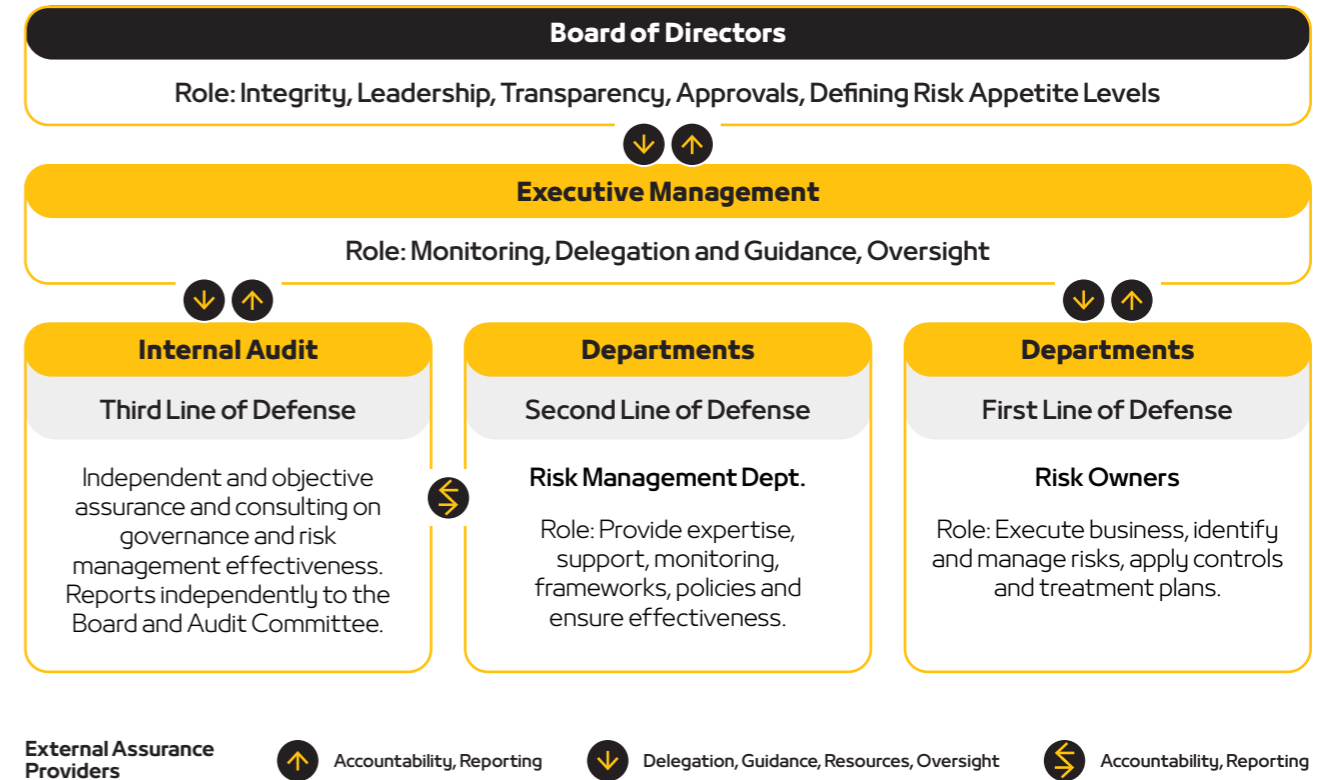 Board of Directors
Role: Integrity, Leadership, Transparency, Approvals, Defining Risk Appetite Levels
Executive Management
Role: Monitoring, Delegation and Guidance, Oversight
Internal Audit
Third Line of Defense
Independent and objective
assurance and consulting on
governance and risk
management effectiveness.
Reports independently to the
Board and Audit Committee.
Departments
Second Line of Defense
Risk Management Dept.
Role: Provide expertise,
support, monitoring,
frameworks, policies and
ensure effectiveness.
Departments
First Line of Defense
Risk Owners
Role: Execute business, identify
and manage risks, apply controls
and treatment plans.
External Assurance
Providers
Accountability, Reporting
Delegation, Guidance, Resources, Oversight
Accountability, Reporting